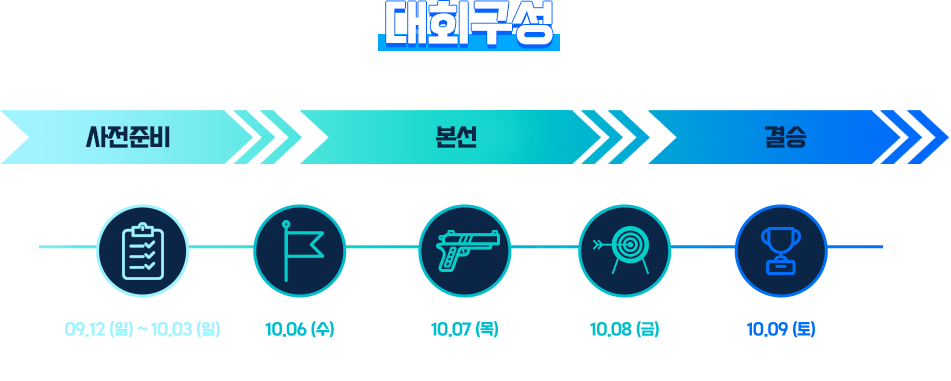 대회구성
사전준비
본선
결승
09.12 (일) ~ 10.03 (일)
10.06 (수)
10.07 (목)
10.08 (금)
10.09 (토)